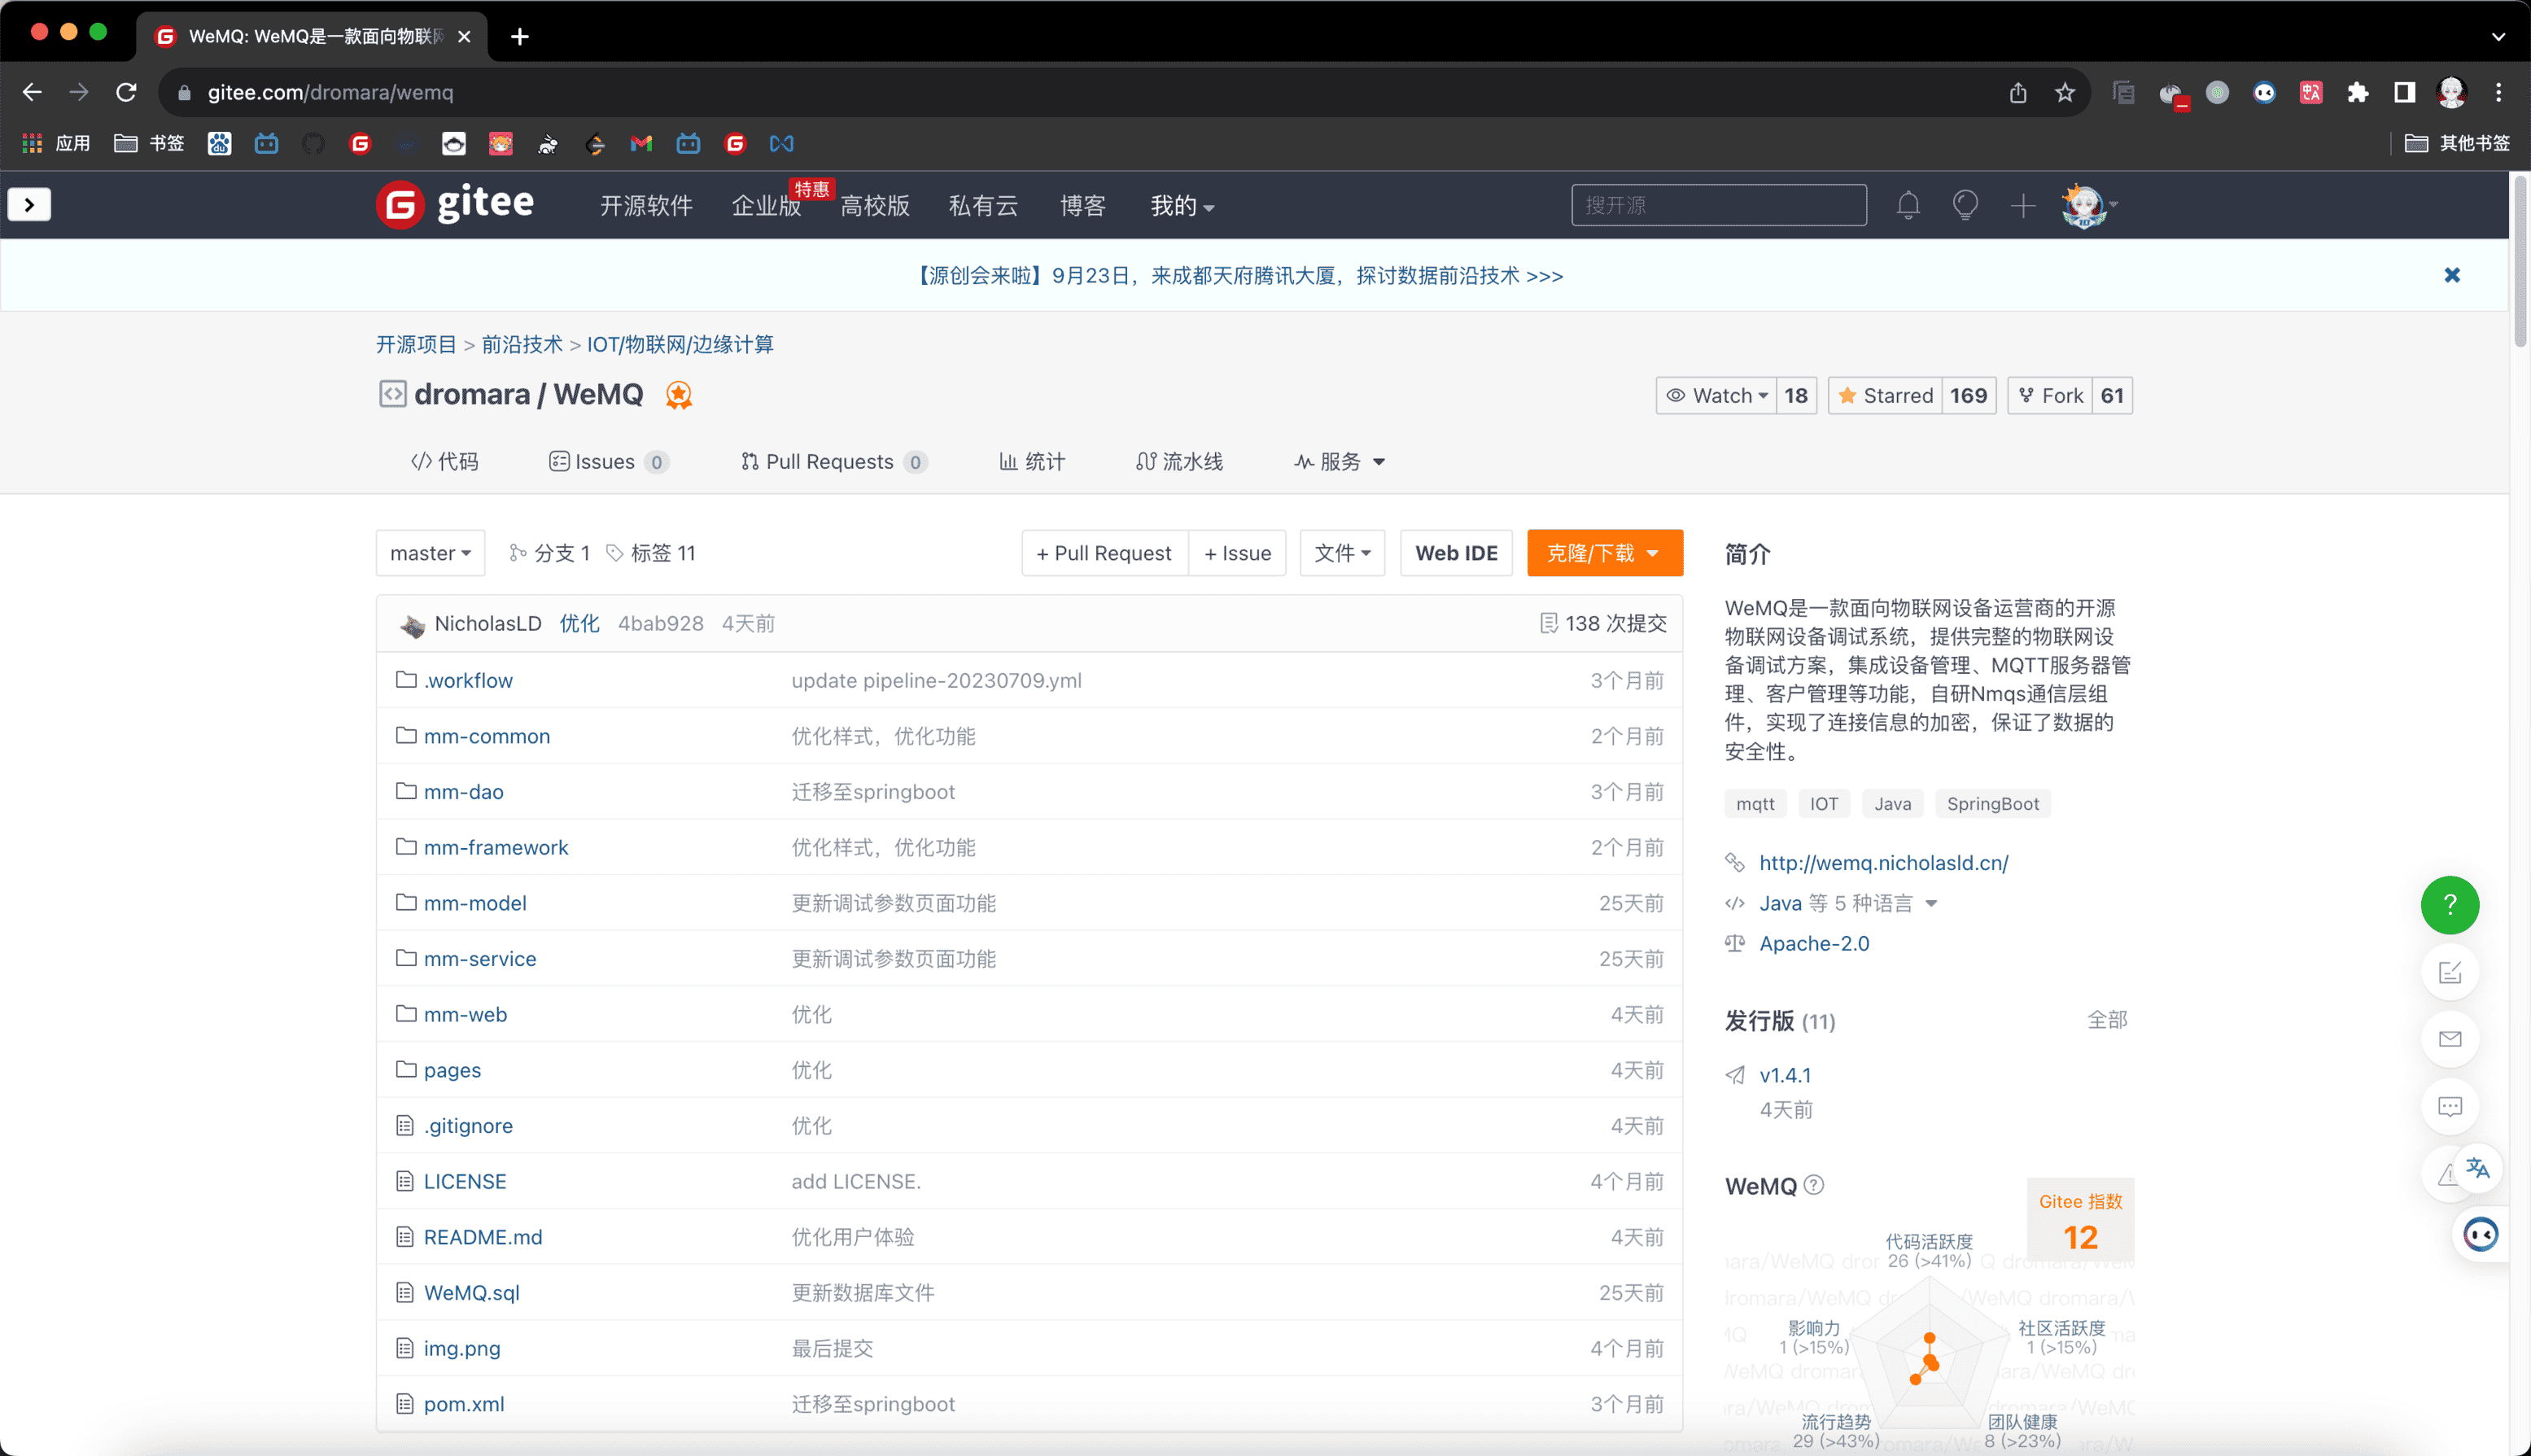 WeMQ: WeMQ是一款面向物联网
gitee.com/dromara/wemq
应用 书签 其他书签
gitee 开源软件 企业版 特惠 高校版 私有云 博客 我的 搜开源
【源创会来啦】9月23日，来成都天府腾讯大厦，探讨数据前沿技术 >>>
开源项目 > 前沿技术 > IOT/物联网/边缘计算
dromara / WeMQ
Watch 18 Starred 169 Fork 61
代码 Issues 0 Pull Requests 0 统计 流水线 服务
master 分支 1 标签 11 + Pull Request + Issue 文件 Web IDE 克隆/下载
NicholasLD 优化 4bab928 4天前 138 次提交
.workflow update pipeline-20230709.yml 3个月前
mm-common 优化样式，优化功能 2个月前
mm-dao 迁移至springboot 3个月前
mm-framework 优化样式，优化功能 2个月前
mm-model 更新调试参数页面功能 25天前
mm-service 更新调试参数页面功能 25天前
mm-web 优化 4天前
pages 优化 4天前
.gitignore 优化 4天前
LICENSE add LICENSE. 4个月前
README.md 优化用户体验 4天前
WeMQ.sql 更新数据库文件 25天前
img.png 最后提交 4个月前
pom.xml 迁移至springboot 3个月前
简介
WeMQ是一款面向物联网设备运营商的开源
物联网设备调试系统，提供完整的物联网设
备调试方案，集成设备管理、MQTT服务器管
理、客户管理等功能，自研Nmqs通信层组
件，实现了连接信息的加密，保证了数据的
安全性。
mqtt IOT Java SpringBoot
http://wemq.nicholasld.cn/
Java 等 5 种语言
Apache-2.0
发行版 (11) 全部
v1.4.1
4天前
WeMQ
Gitee 指数
12
代码活跃度
26 (>41%)
影响力
1 (>15%)
社区活跃度
1 (>15%)
流行趋势
29 (>43%)
团队健康
8 (>23%)